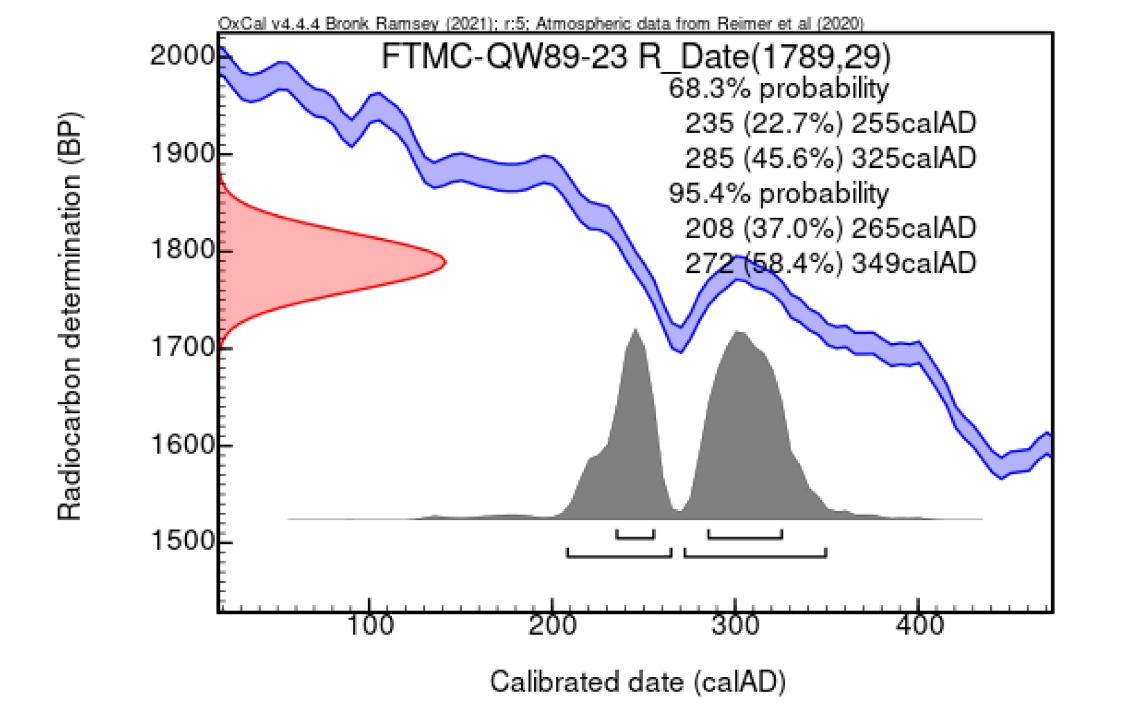 OxCal v4.4.4 Bronk Ramsey (2021); r:5; Atmospheric data from Reimer et al (2020)
FTMC-QW89-23 R_Date(1789,29)
68.3% probability
235 (22.7%) 255calAD
285 (45.6%) 325calAD
95.4% probability
208 (37.0%) 265calAD
272 (58.4%) 349calAD
Radiocarbon determination (BP)
2000
1900
1800
1700
1600
1500
100 200 300 400
Calibrated date (calAD)